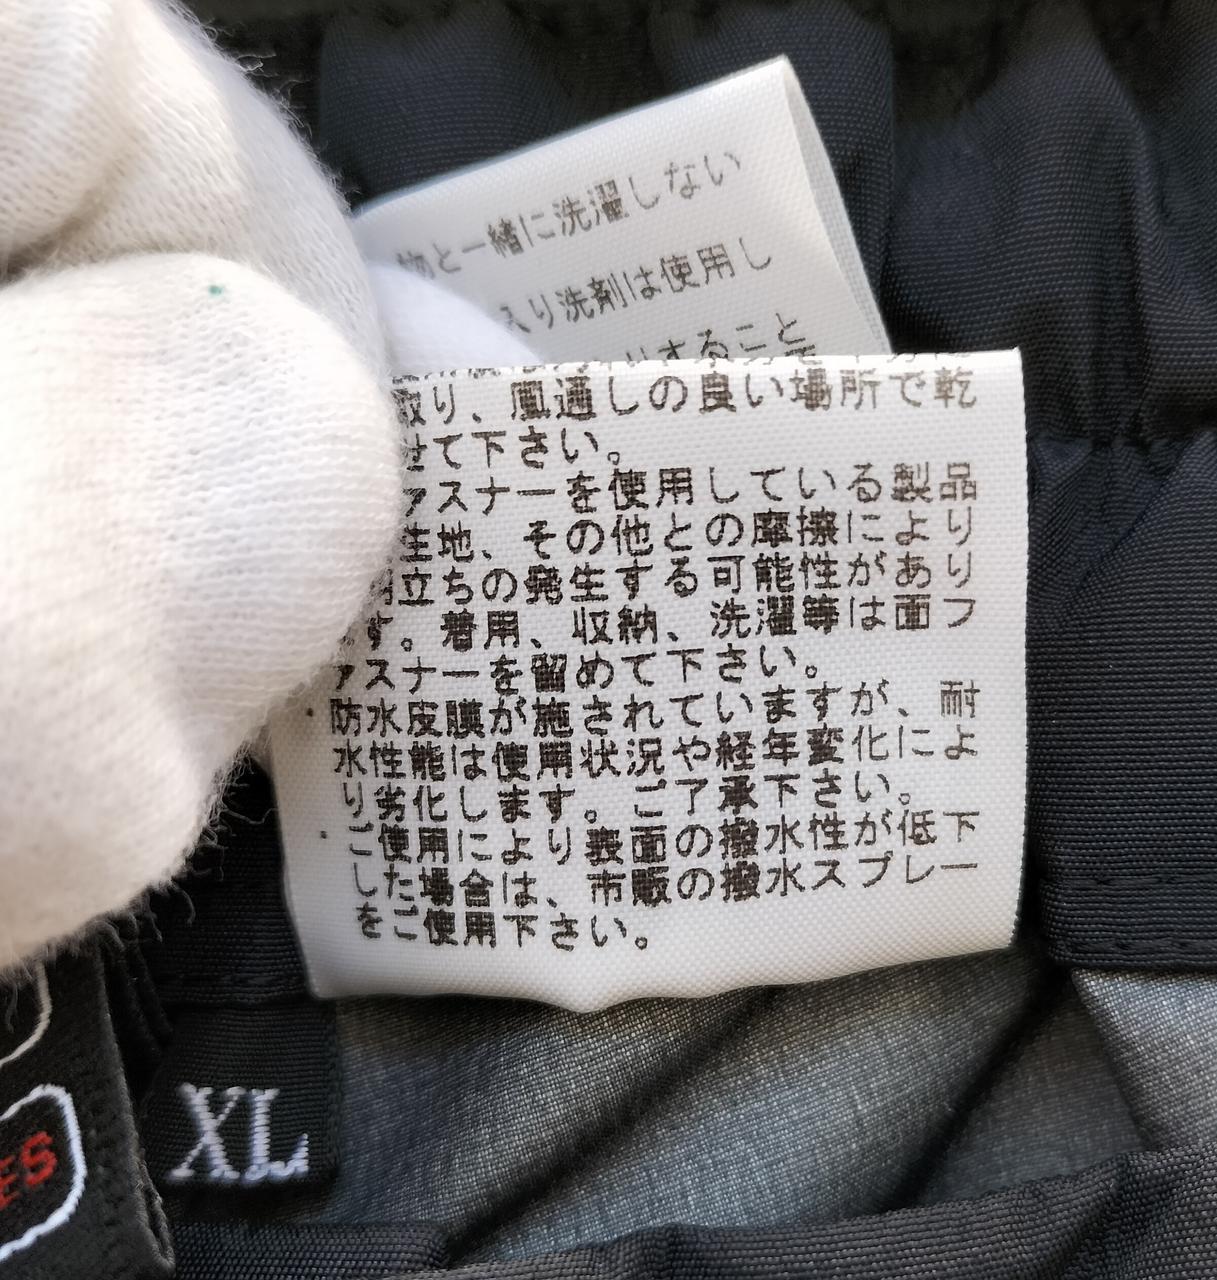 物と一緒に洗濯しない
入り洗剤は使用し
すること
取り、風通しの良い場所で乾
せて下さい。
ァスナーを使用している製品
生地、その他との摩擦により
立ちの発生する可能性があり
す。着用、収納、洗濯等は面フ
ァスナーを留めて下さい。
・防水皮膜が施されていますが、耐
水性能は使用状況や経年変化によ
り劣化します。ご了承下さい。
・ご使用により表面の撥水性が低下
した場合は、市販の撥水スプレー
をご使用下さい。
XL
ES